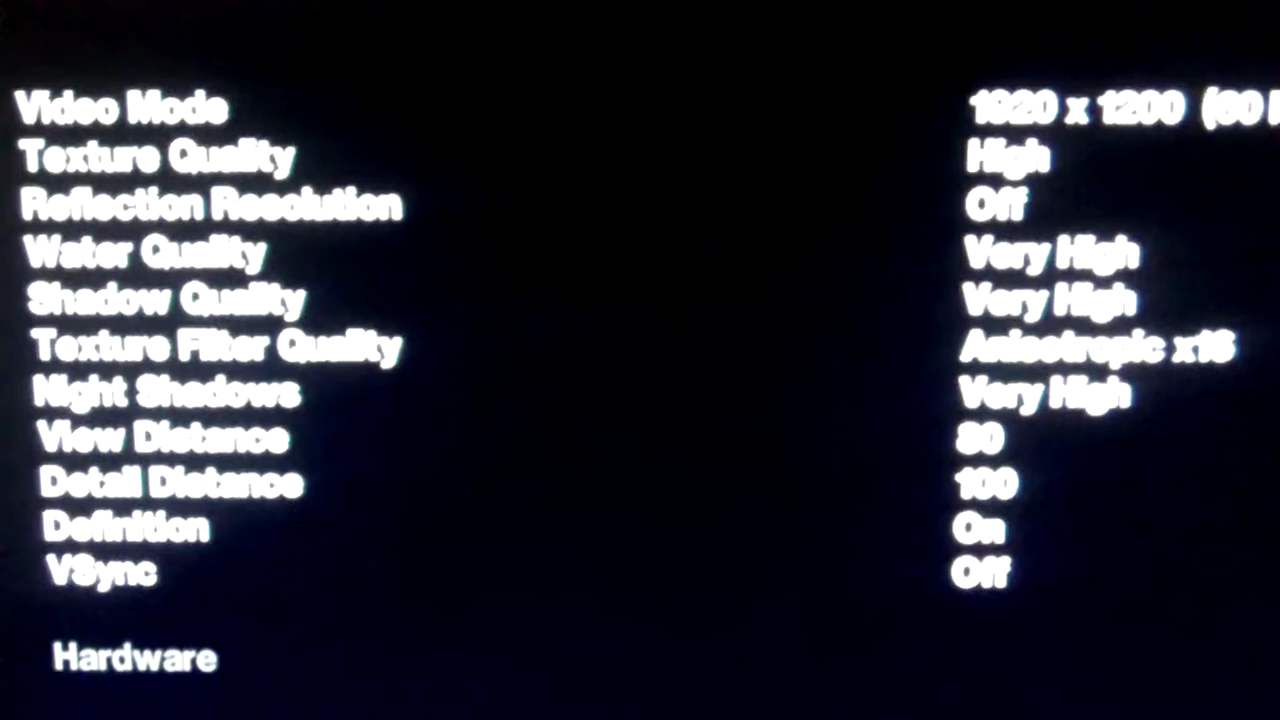 Video Mode 1920 x 1200 (60
Texture Quality High
Reflection Resolution Off
Water Quality Very High
Shadow Quality Very High
Texture Filter Quality Anisotropic x16
Night Shadows Very High
View Distance 80
Detail Distance 100
Definition On
VSync Off
Hardware